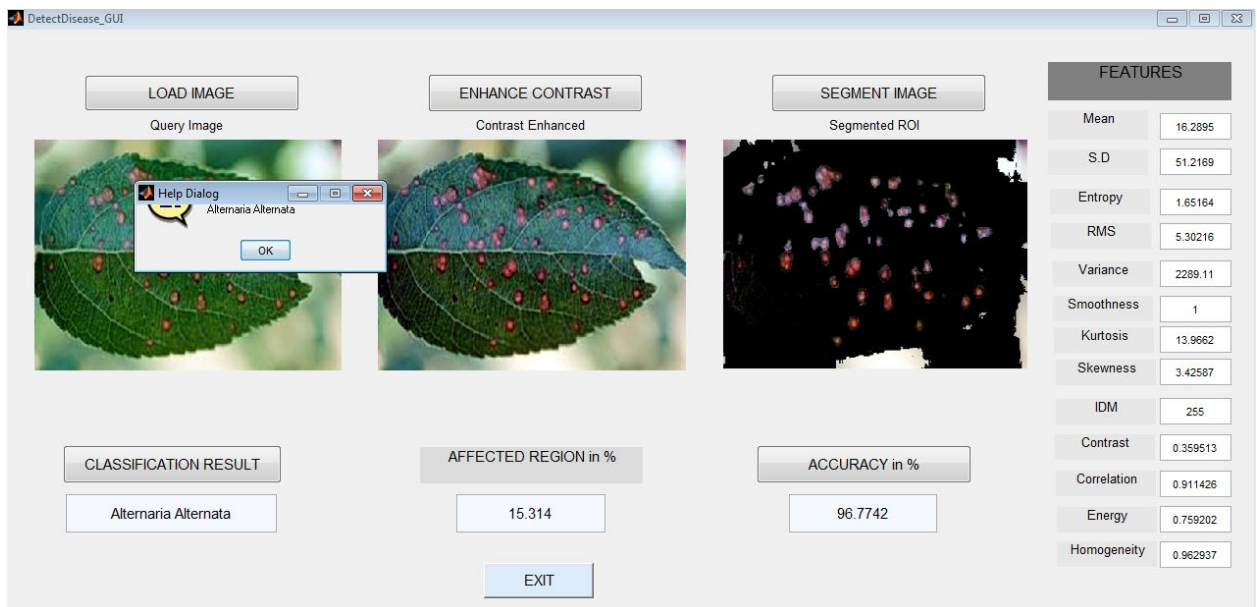 DetectDisease_GUI
LOAD IMAGE
ENHANCE CONTRAST
SEGMENT IMAGE
Query Image
Contrast Enhanced
Segmented ROI
Help Dialog
Alternaria Alternata
OK
FEATURES
Mean 16.2895
S.D 51.2169
Entropy 1.65164
RMS 5.30216
Variance 2289.11
Smoothness 1
Kurtosis 13.9662
Skewness 3.42587
IDM 255
Contrast 0.359513
Correlation 0.911426
Energy 0.759202
Homogeneity 0.962937
CLASSIFICATION RESULT
Alternaria Alternata
AFFECTED REGION in %
15.314
ACCURACY in %
96.7742
EXIT